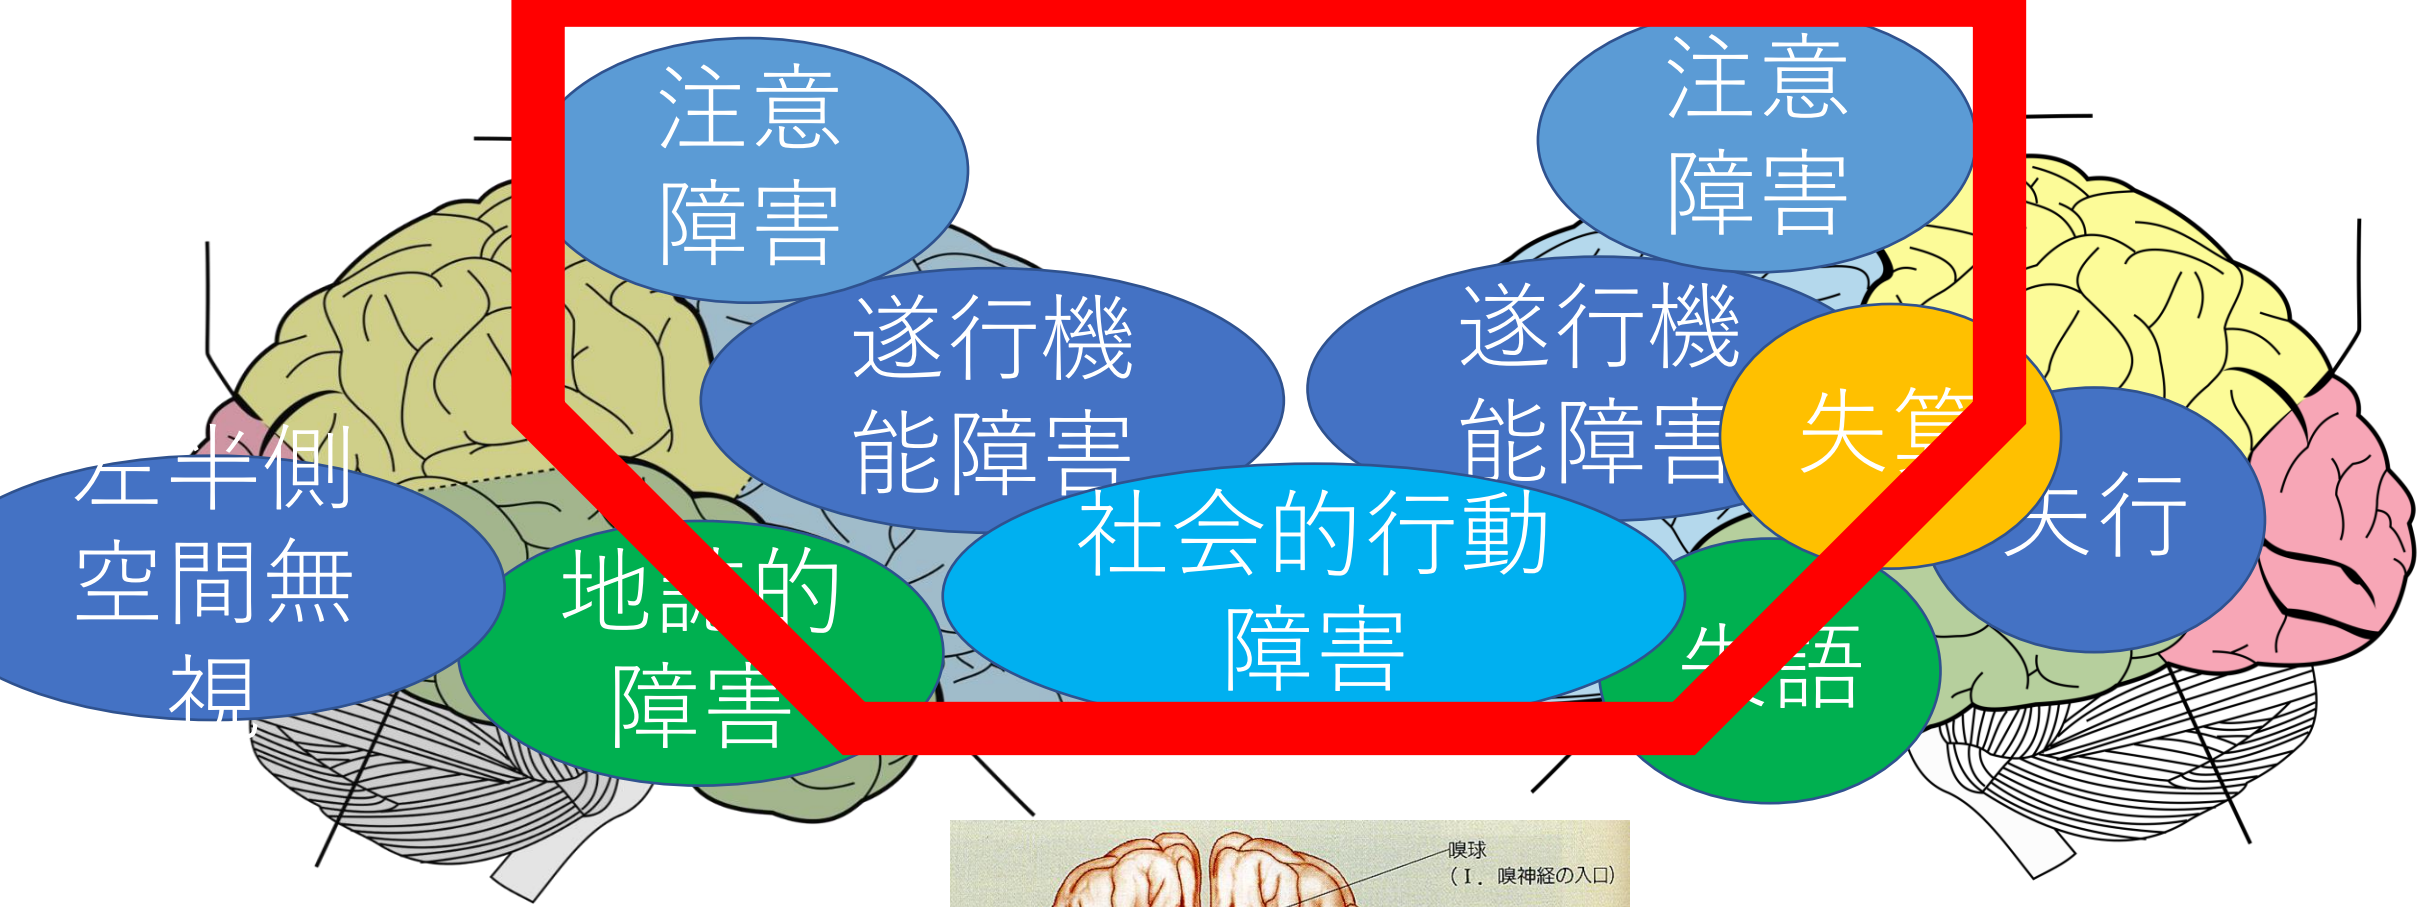 注意
障害
注意
障害
遂行機
能障害
遂行機
能障害
左半側
空間無
視
地誌的
障害
社会的行動
障害
失算
失行
失語
嗅球
（Ⅰ．嗅神経の入口）